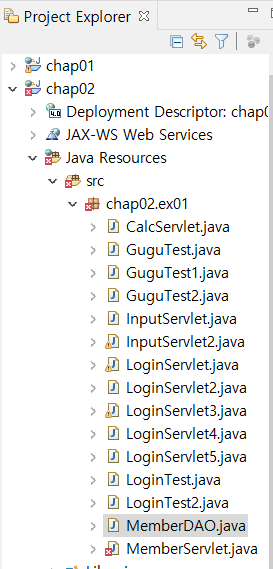 Project Explorer
chap01
chap02
4.0
Deployment Descriptor: chap0
JAX-WS Web Services
Java Resources
src
chap02.ex01
CalcServlet.java
GuguTest.java
GuguTest1.java
GuguTest2.java
InputServlet.java
InputServlet2.java
LoginServlet.java
LoginServlet2.java
LoginServlet3.java
LoginServlet4.java
LoginServlet5.java
LoginTest.java
LoginTest2.java
MemberDAO.java
MemberServlet.java